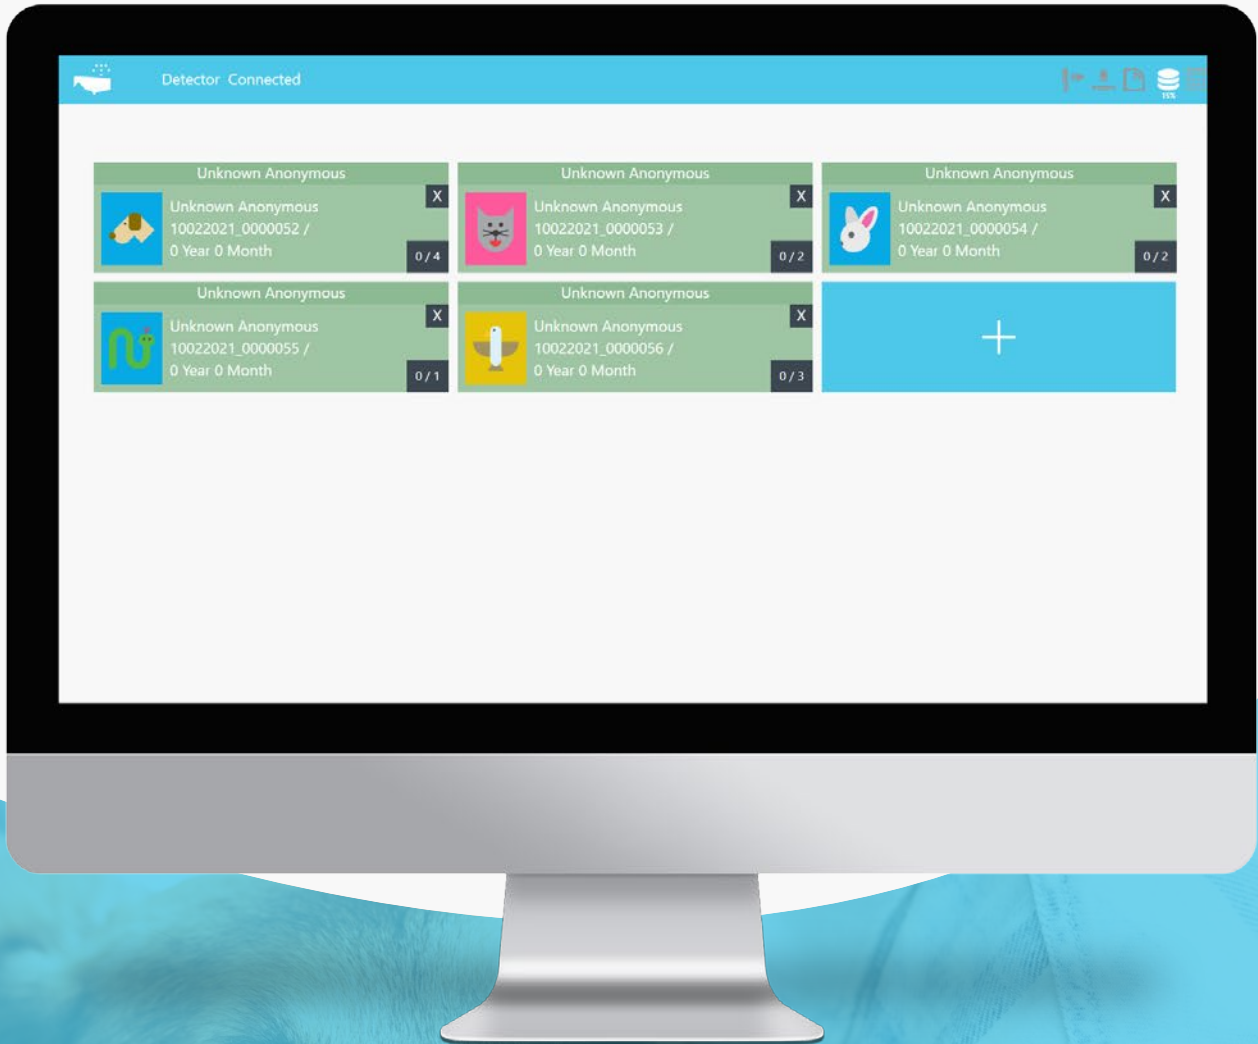 Detector Connected
15%
Unknown Anonymous
X
Unknown Anonymous
10022021_0000052 /
0 Year 0 Month
0 / 4
Unknown Anonymous
X
Unknown Anonymous
10022021_0000053 /
0 Year 0 Month
0 / 2
Unknown Anonymous
X
Unknown Anonymous
10022021_0000054 /
0 Year 0 Month
0 / 2
Unknown Anonymous
X
Unknown Anonymous
10022021_0000055 /
0 Year 0 Month
0 / 1
Unknown Anonymous
X
Unknown Anonymous
10022021_0000056 /
0 Year 0 Month
0 / 3